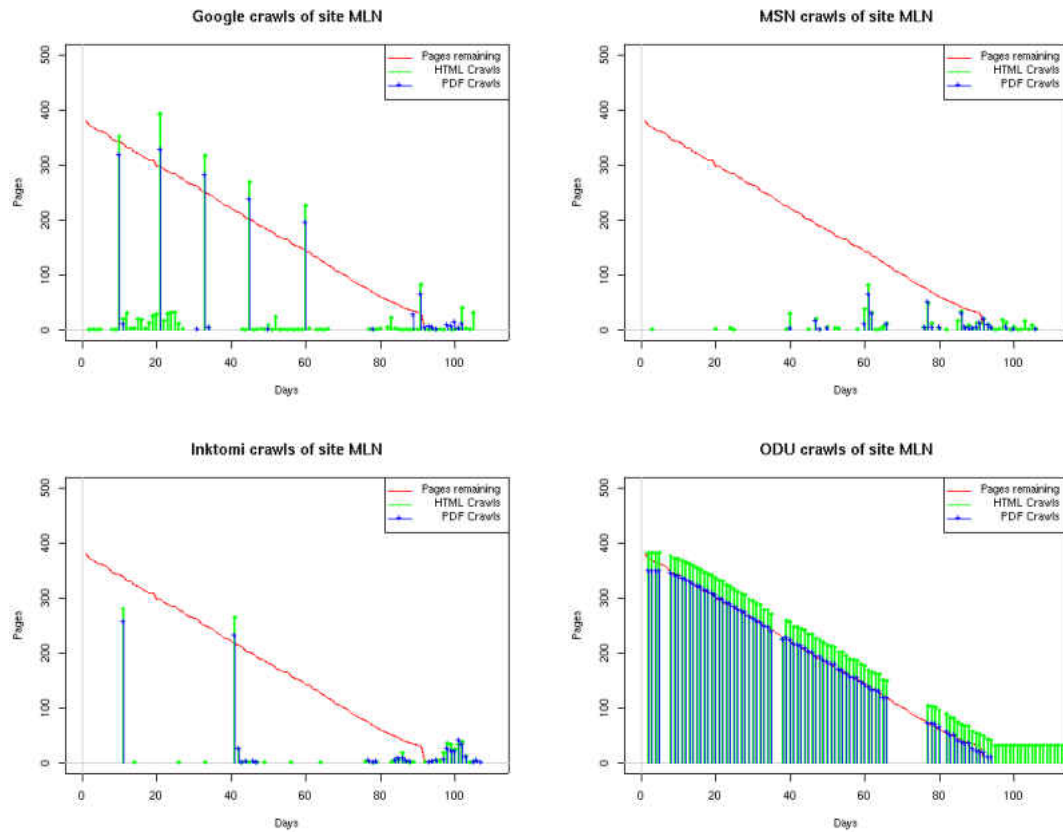 Google crawls of site MLN
500
400
300
200
100
0
Pages
Pages remaining
HTML Crawls
PDF Crawls
0 20 40 60 80 100
Days
MSN crawls of site MLN
500
400
300
200
100
0
Pages
Pages remaining
HTML Crawls
PDF Crawls
0 20 40 60 80 100
Days
Inktomi crawls of site MLN
500
400
300
200
100
0
Pages
Pages remaining
HTML Crawls
PDF Crawls
0 20 40 60 80 100
Days
ODU crawls of site MLN
500
400
300
200
100
0
Pages
Pages remaining
HTML Crawls
PDF Crawls
0 20 40 60 80 100
Days